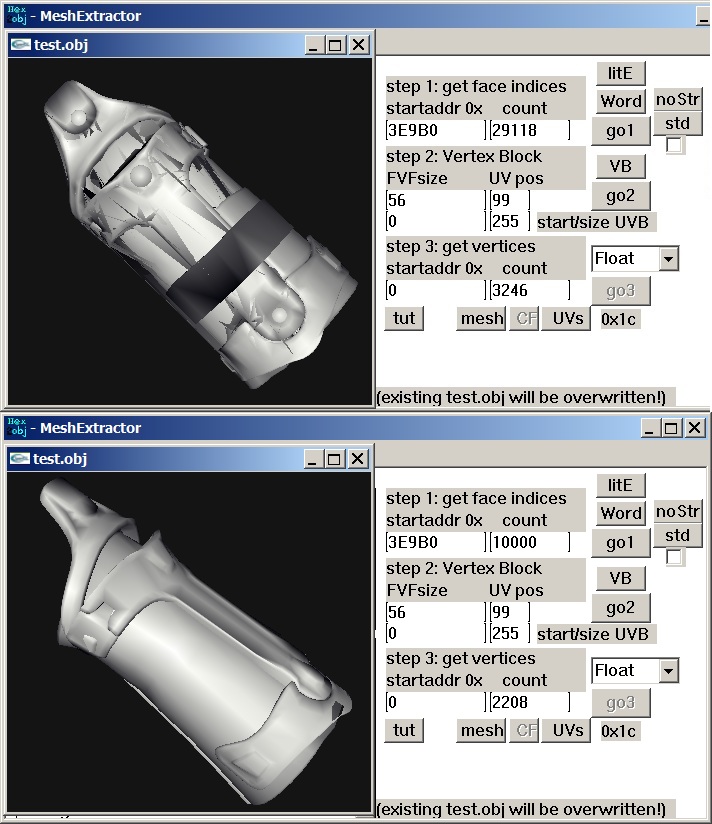 Hex
obj - MeshExtractor
test.obj
litE
step 1: get face indices
startaddr 0x count
Word
noStr
3E9B0 29118
go1
std
step 2: Vertex Block
FVFsize UV pos
VB
56 99
go2
0 255 start/size UVB
step 3: get vertices
startaddr 0x count
Float
0 3246
go3
tut mesh CF UVs 0x1c
(existing test.obj will be overwritten!)
Hex
obj - MeshExtractor
test.obj
litE
step 1: get face indices
startaddr 0x count
Word
noStr
3E9B0 10000
go1
std
step 2: Vertex Block
FVFsize UV pos
VB
56 99
go2
0 255 start/size UVB
step 3: get vertices
startaddr 0x count
Float
0 2208
go3
tut mesh CF UVs 0x1c
(existing test.obj will be overwritten!)